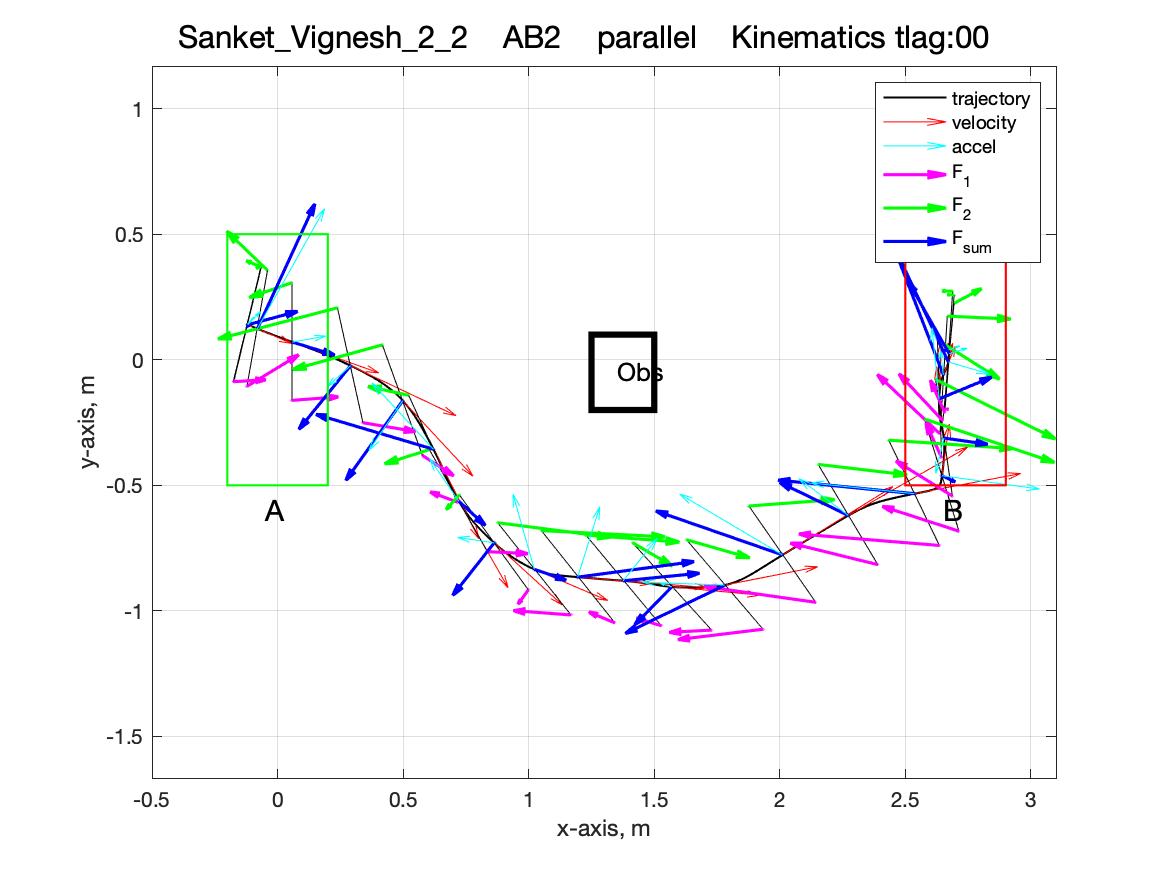 Sanket_Vignesh_2_2 AB2 parallel Kinematics tlag:00
trajectory
velocity
accel
F1
F2
Fsum
1
0.5
0
-0.5
-1
-1.5
y-axis, m
Obs
A
B
-0.5 0 0.5 1 1.5 2 2.5 3
x-axis, m